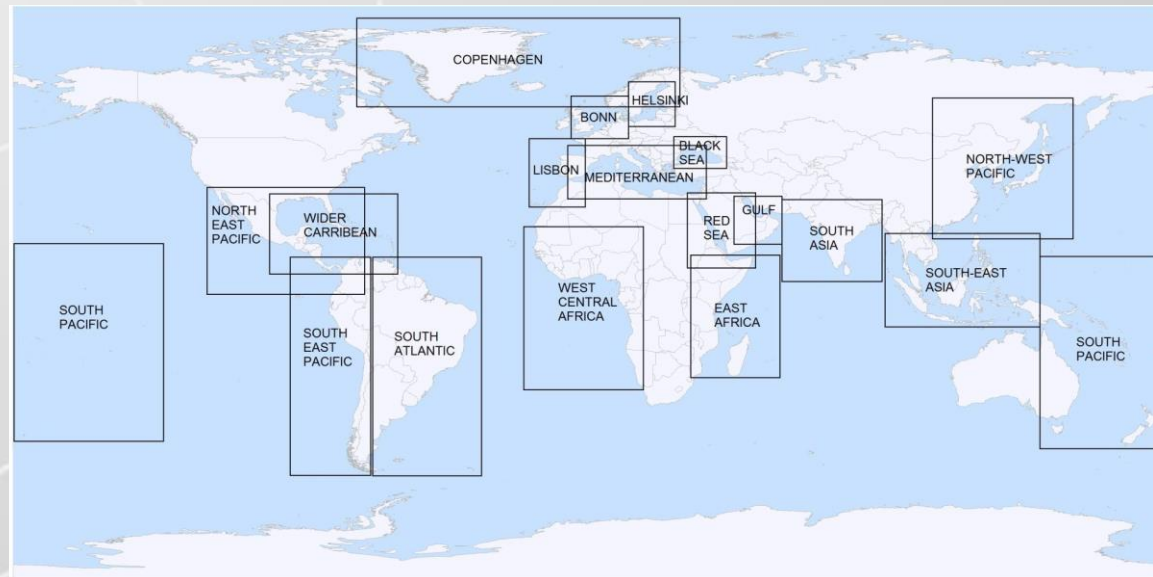 COPENHAGEN
HELSINKI
BONN
BLACK
SEA
LISBON
MEDITERRANEAN
NORTH-WEST
PACIFIC
NORTH
EAST
PACIFIC
WIDER
CARRIBEAN
RED
SEA
GULF
SOUTH
ASIA
SOUTH-EAST
ASIA
WEST
CENTRAL
AFRICA
EAST
AFRICA
SOUTH
PACIFIC
SOUTH
EAST
PACIFIC
SOUTH
ATLANTIC
SOUTH
PACIFIC